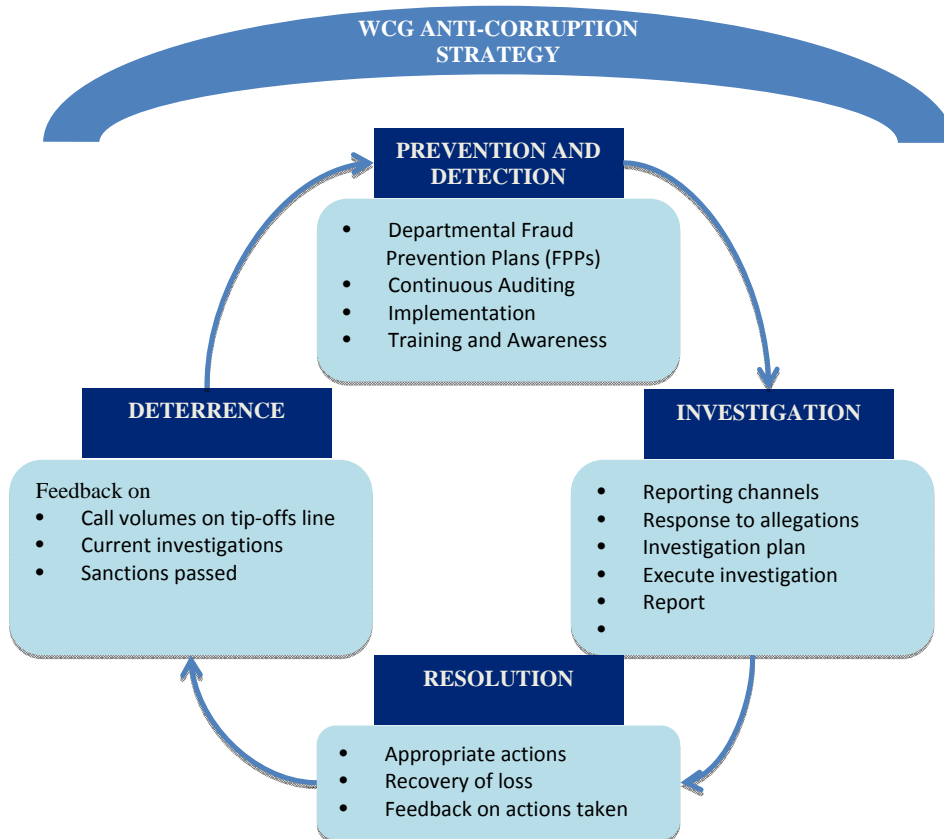 WCG ANTI-CORRUPTION
STRATEGY
PREVENTION AND
DETECTION
• Departmental Fraud
Prevention Plans (FPPs)
• Continuous Auditing
• Implementation
• Training and Awareness
DETERRENCE
Feedback on
• Call volumes on tip-offs line
• Current investigations
• Sanctions passed
INVESTIGATION
• Reporting channels
• Response to allegations
• Investigation plan
• Execute investigation
• Report
•
RESOLUTION
• Appropriate actions
• Recovery of loss
• Feedback on actions taken